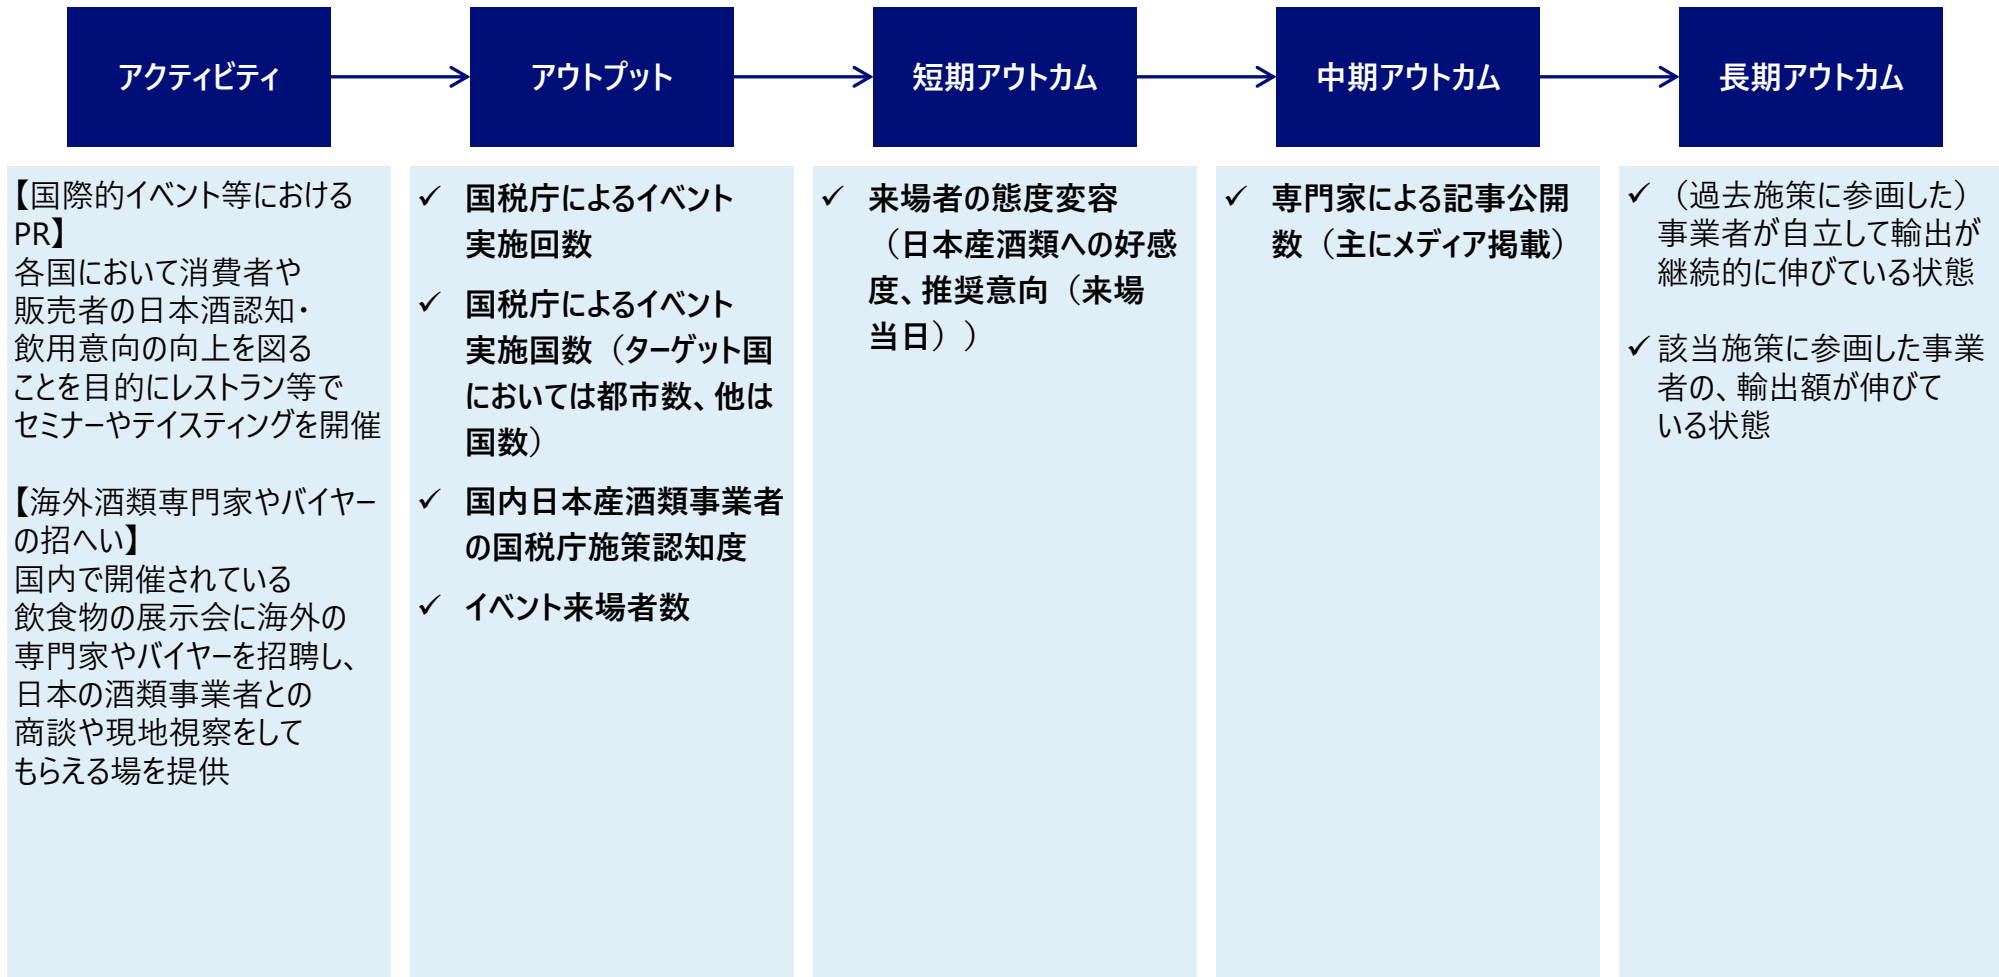 アクティビティ
アウトプット
短期アウトカム
中期アウトカム
長期アウトカム
【国際的イベント等における
PR】
各国において消費者や
販売者の日本酒認知・
飲用意向の向上を図る
ことを目的にレストラン等で
セミナーやテイスティングを開催
【海外酒類専門家やバイヤー
の招へい】
国内で開催されている
飲食物の展示会に海外の
専門家やバイヤーを招聘し、
日本の酒類事業者との
商談や現地視察をして
もらえる場を提供
✓ 国税庁によるイベント
実施回数
✓ 国税庁によるイベント
実施国数（ターゲット国
においては都市数、他は
国数）
✓ 国内日本産酒類事業者
の国税庁施策認知度
✓ イベント来場者数
✓ 来場者の態度変容
（日本産酒類への好感
度、推奨意向（来場
当日））
✓ 専門家による記事公開
数（主にメディア掲載）
✓ （過去施策に参画した）
事業者が自立して輸出が
継続的に伸びている状態
✓ 該当施策に参画した事業
者の、輸出額が伸びて
いる状態